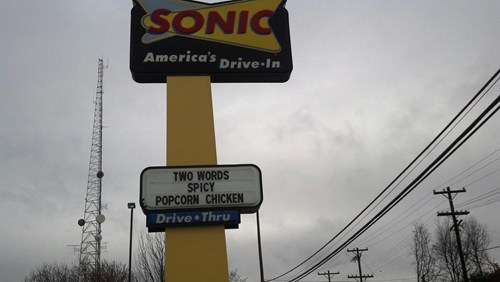 SONIC
America's Drive-In
TWO WORDS
SPICY
POPCORN CHICKEN
Drive • Thru